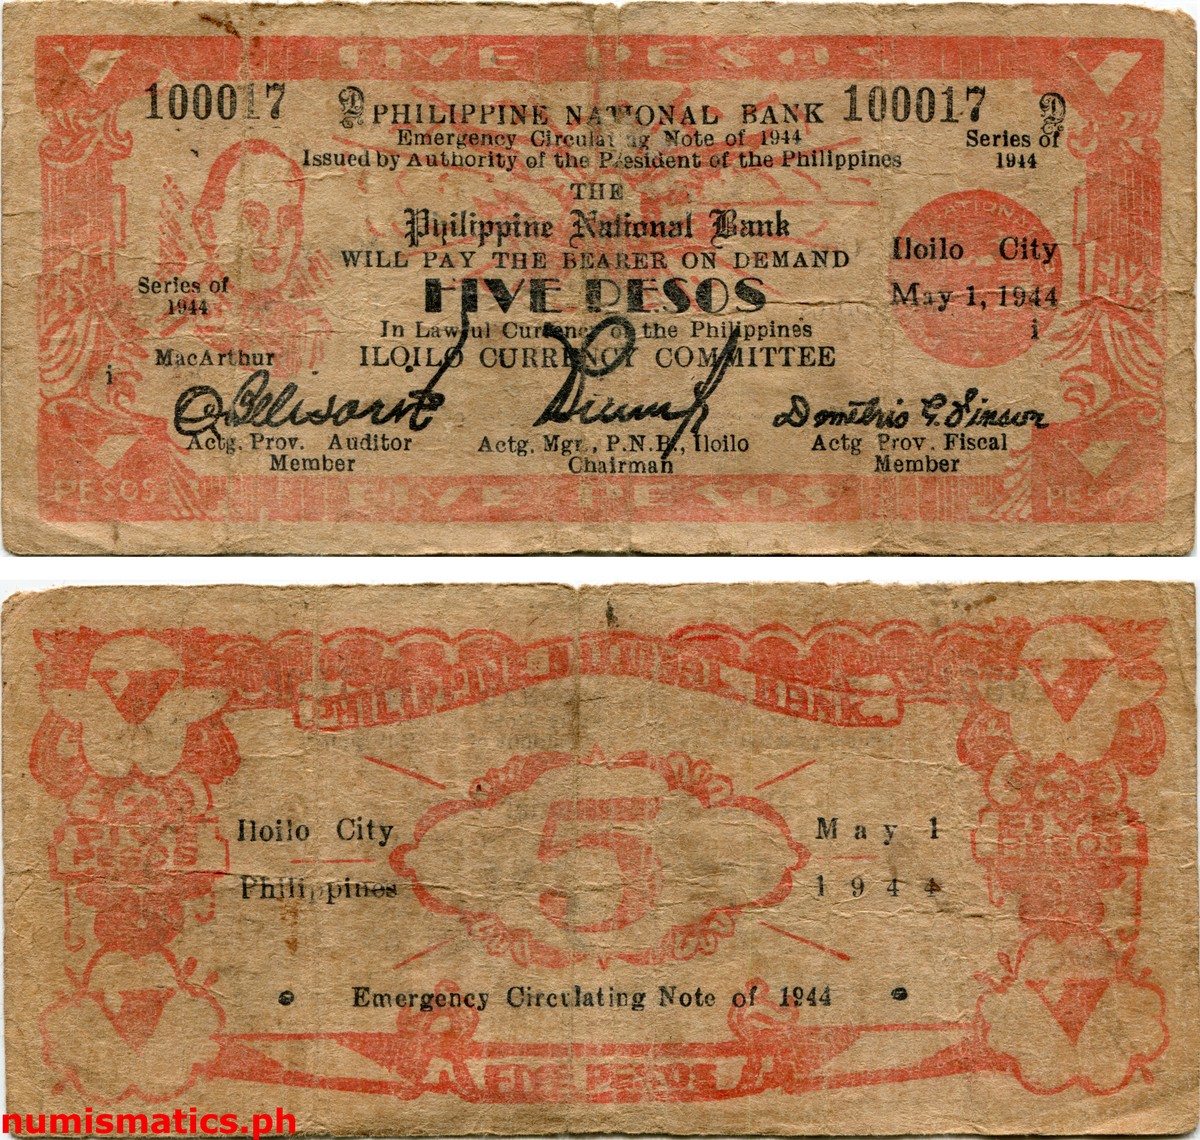 FIVE PESOS
100017 PHILIPPINE NATIONAL BANK 100017
Emergency Circulating Note of 1944
Series of
1944
Issued by Authority of the President of the Philippines
THE
Philippine National Bank
WILL PAY THE BEARER ON DEMAND
FIVE PESOS
In Lawful Currency of the Philippines
ILOILO CURRENCY COMMITTEE
Iloilo City
May 1, 1944
i
Series of
1944
MacArthur
i
Actg. Prov. Auditor
Member
Actg. Mgr., P.N.B., Iloilo
Chairman
Demetrio G. Vinson
Actg Prov. Fiscal
Member
PESOS FIVE PESOS PESOS
PHILIPPINE NATIONAL BANK
FIVE
PESOS
Iloilo City
Philippines
5
May 1
1944
FIVE
PESOS
Emergency Circulating Note of 1944
FIVE PESOS
numismatics.ph